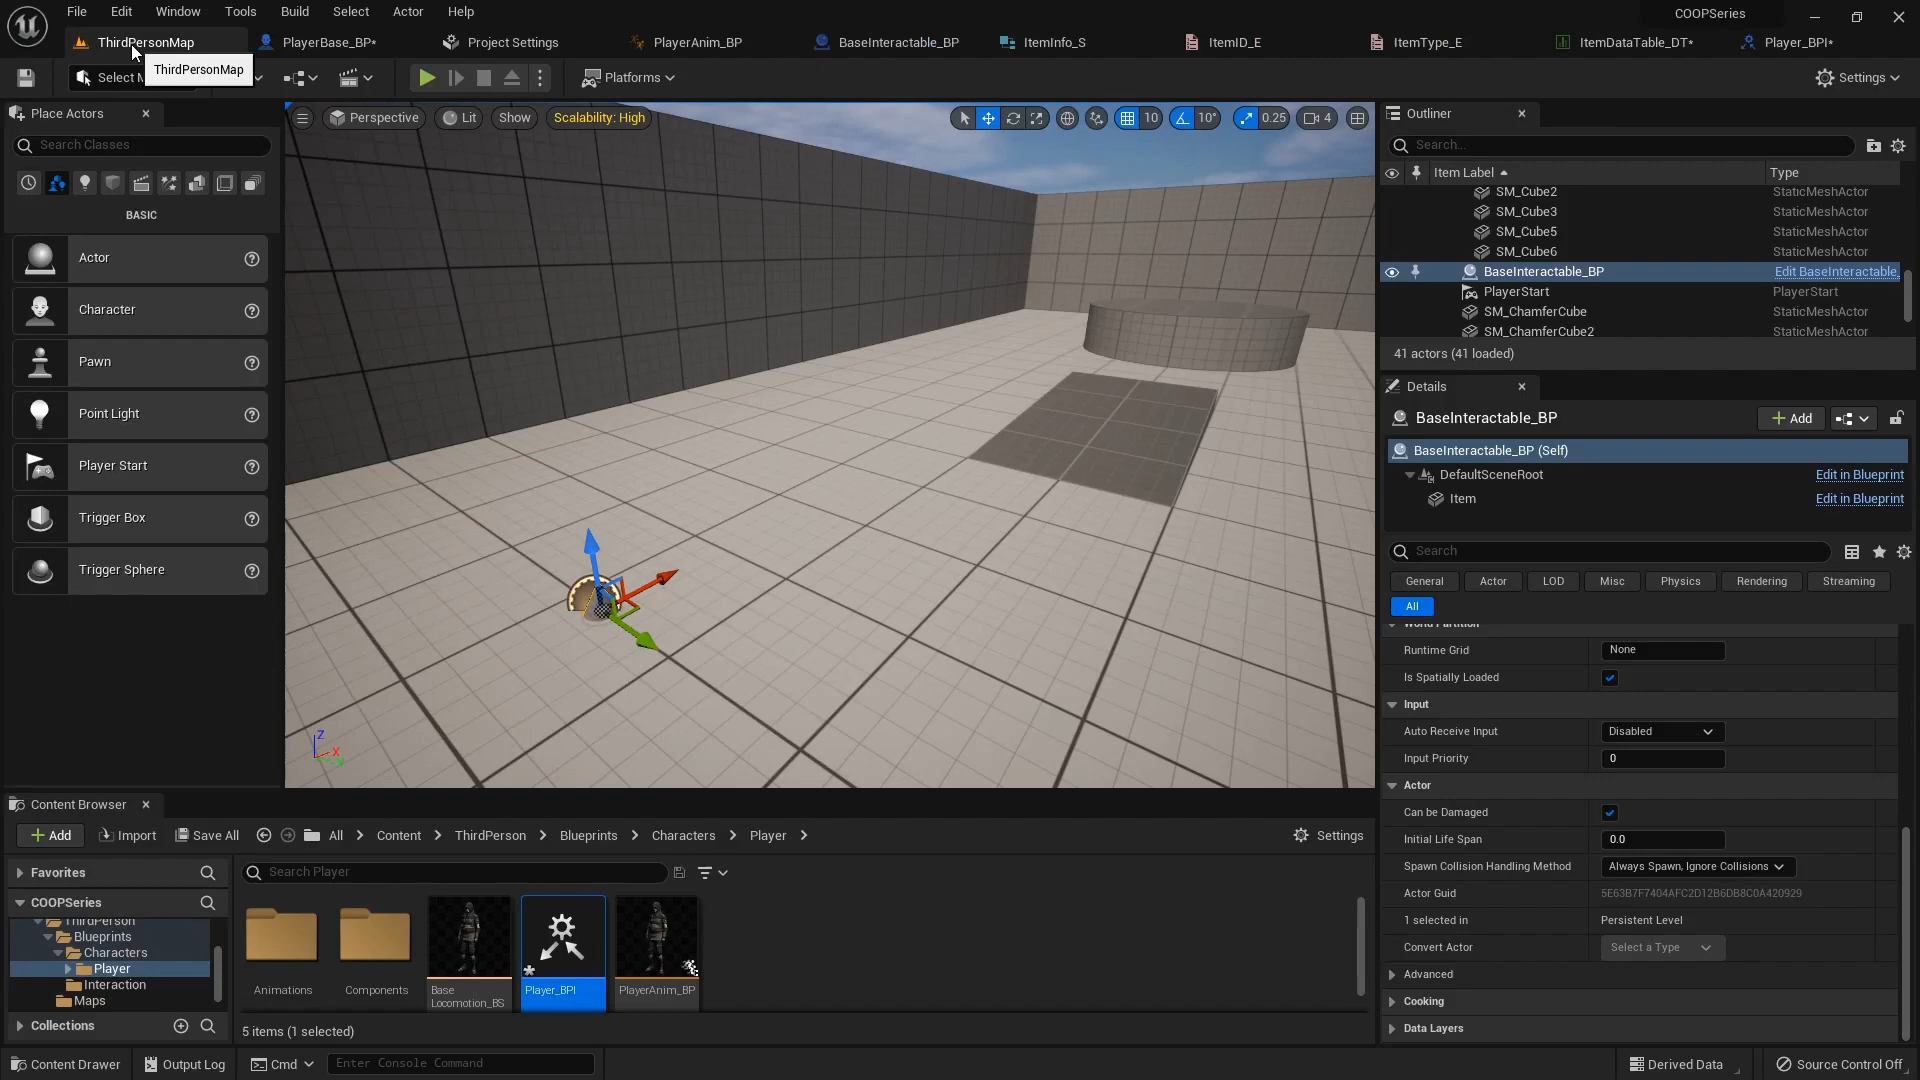 File Edit Window Tools Build Select Actor Help
COOPSeries
ThirdPersonMap PlayerBase_BP* Project Settings PlayerAnim_BP BaseInteractable_BP ItemInfo_S ItemID_E ItemType_E ItemDataTable_DT* Player_BPI*
Select ThirdPersonMap Platforms Settings
Place Actors
Search Classes
BASIC
Actor
Character
Pawn
Point Light
Player Start
Trigger Box
Trigger Sphere
Perspective Lit Show Scalability: High 10 10° 0.25 4
Z
X
Outliner
Search...
Item Label Type
SM_Cube2 StaticMeshActor
SM_Cube3 StaticMeshActor
SM_Cube5 StaticMeshActor
SM_Cube6 StaticMeshActor
BaseInteractable_BP Edit BaseInteractable
PlayerStart PlayerStart
SM_ChamferCube StaticMeshActor
SM_ChamferCube2 StaticMeshActor
41 actors (41 loaded)
Details
BaseInteractable_BP Add
BaseInteractable_BP (Self)
DefaultSceneRoot Edit in Blueprint
Item Edit in Blueprint
Search
General Actor LOD Misc Physics Rendering Streaming
All
World Partition
Runtime Grid None
Is Spatially Loaded
Input
Auto Receive Input Disabled
Input Priority 0
Actor
Can be Damaged
Initial Life Span 0.0
Spawn Collision Handling Method Always Spawn, Ignore Collisions
Actor Guid 5E63B7F7404AFC2D12B6DB8C0A420929
1 selected in Persistent Level
Convert Actor Select a Type
Advanced
Cooking
Data Layers
Content Browser
Add Import Save All All Content ThirdPerson Blueprints Characters Player Settings
Favorites
COOPSeries
ThirdPerson
Blueprints
Characters
Player
Interaction
Maps
Collections
Search Player
Animations Components Base Player_BPI PlayerAnim_BP
Locomotion_BS
5 items (1 selected)
Content Drawer Output Log Cmd Enter Console Command Derived Data Source Control Off